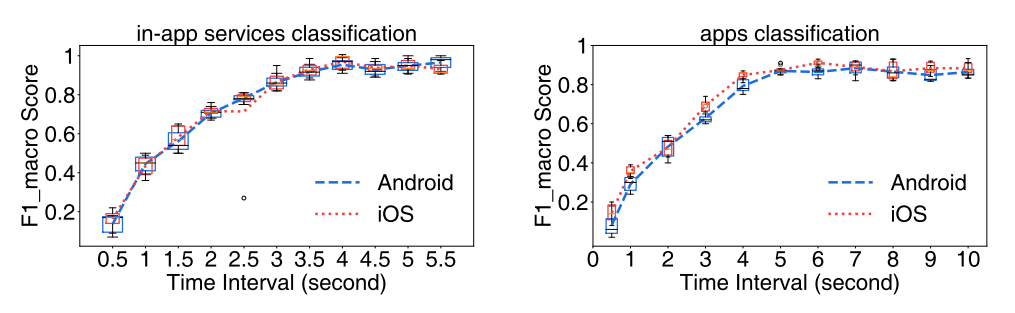 in-app services classification
F1_macro Score
1
0.8
0.6
0.4
0.2
Android
iOS
0.5 1 1.5 2 2.5 3 3.5 4 4.5 5 5.5
Time Interval (second)
apps classification
F1_macro Score
1
0.8
0.6
0.4
0.2
Android
iOS
0 1 2 3 4 5 6 7 8 9 10
Time Interval (second)